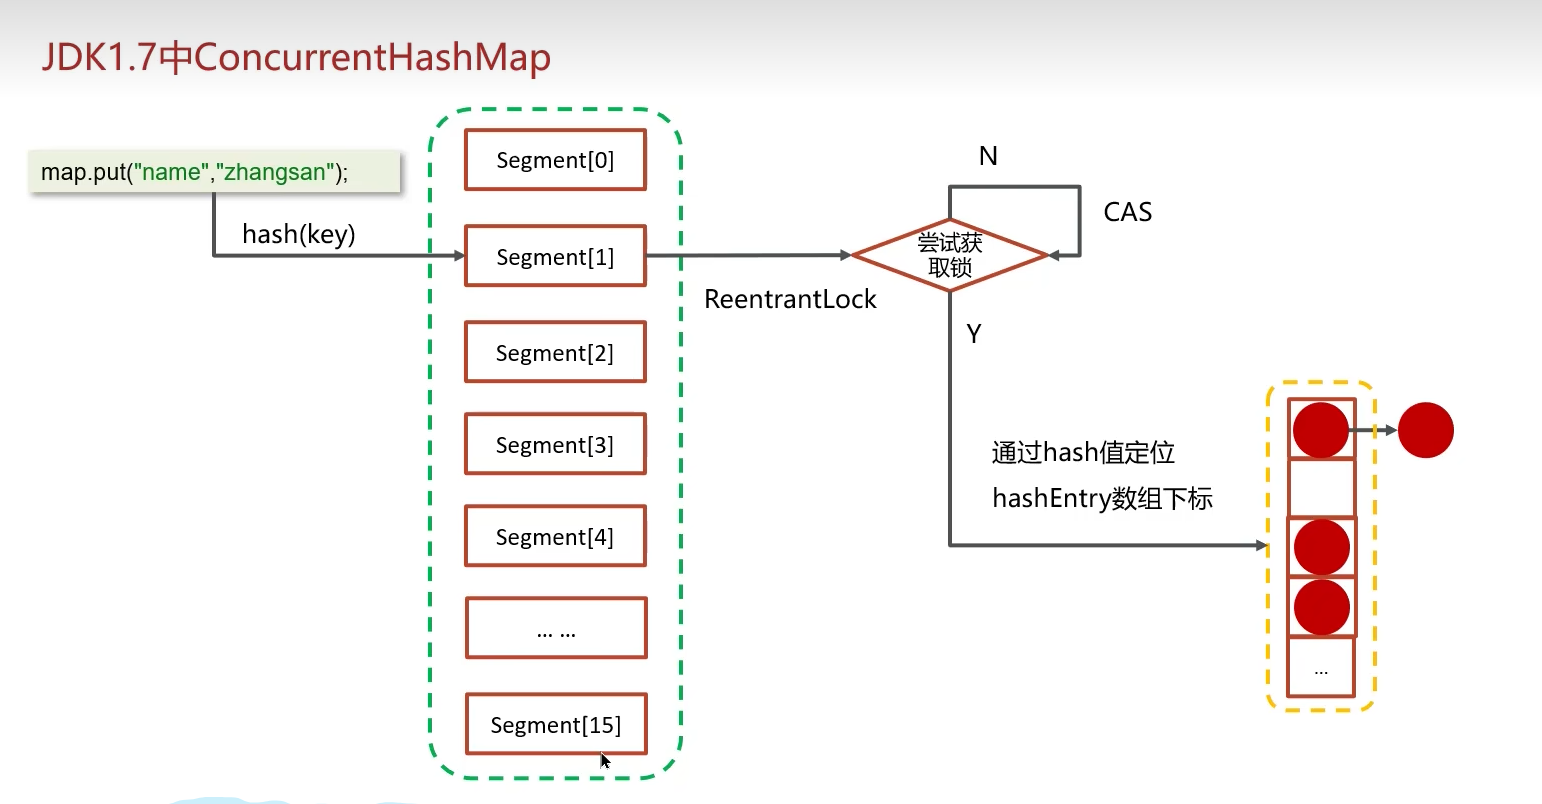 JDK1.7中ConcurrentHashMap
map.put("name","zhangsan");
hash(key)
Segment[0]
Segment[1]
Segment[2]
Segment[3]
Segment[4]
... ...
Segment[15]
ReentrantLock
N
CAS
尝试获
取锁
Y
通过hash值定位
hashEntry数组下标
...